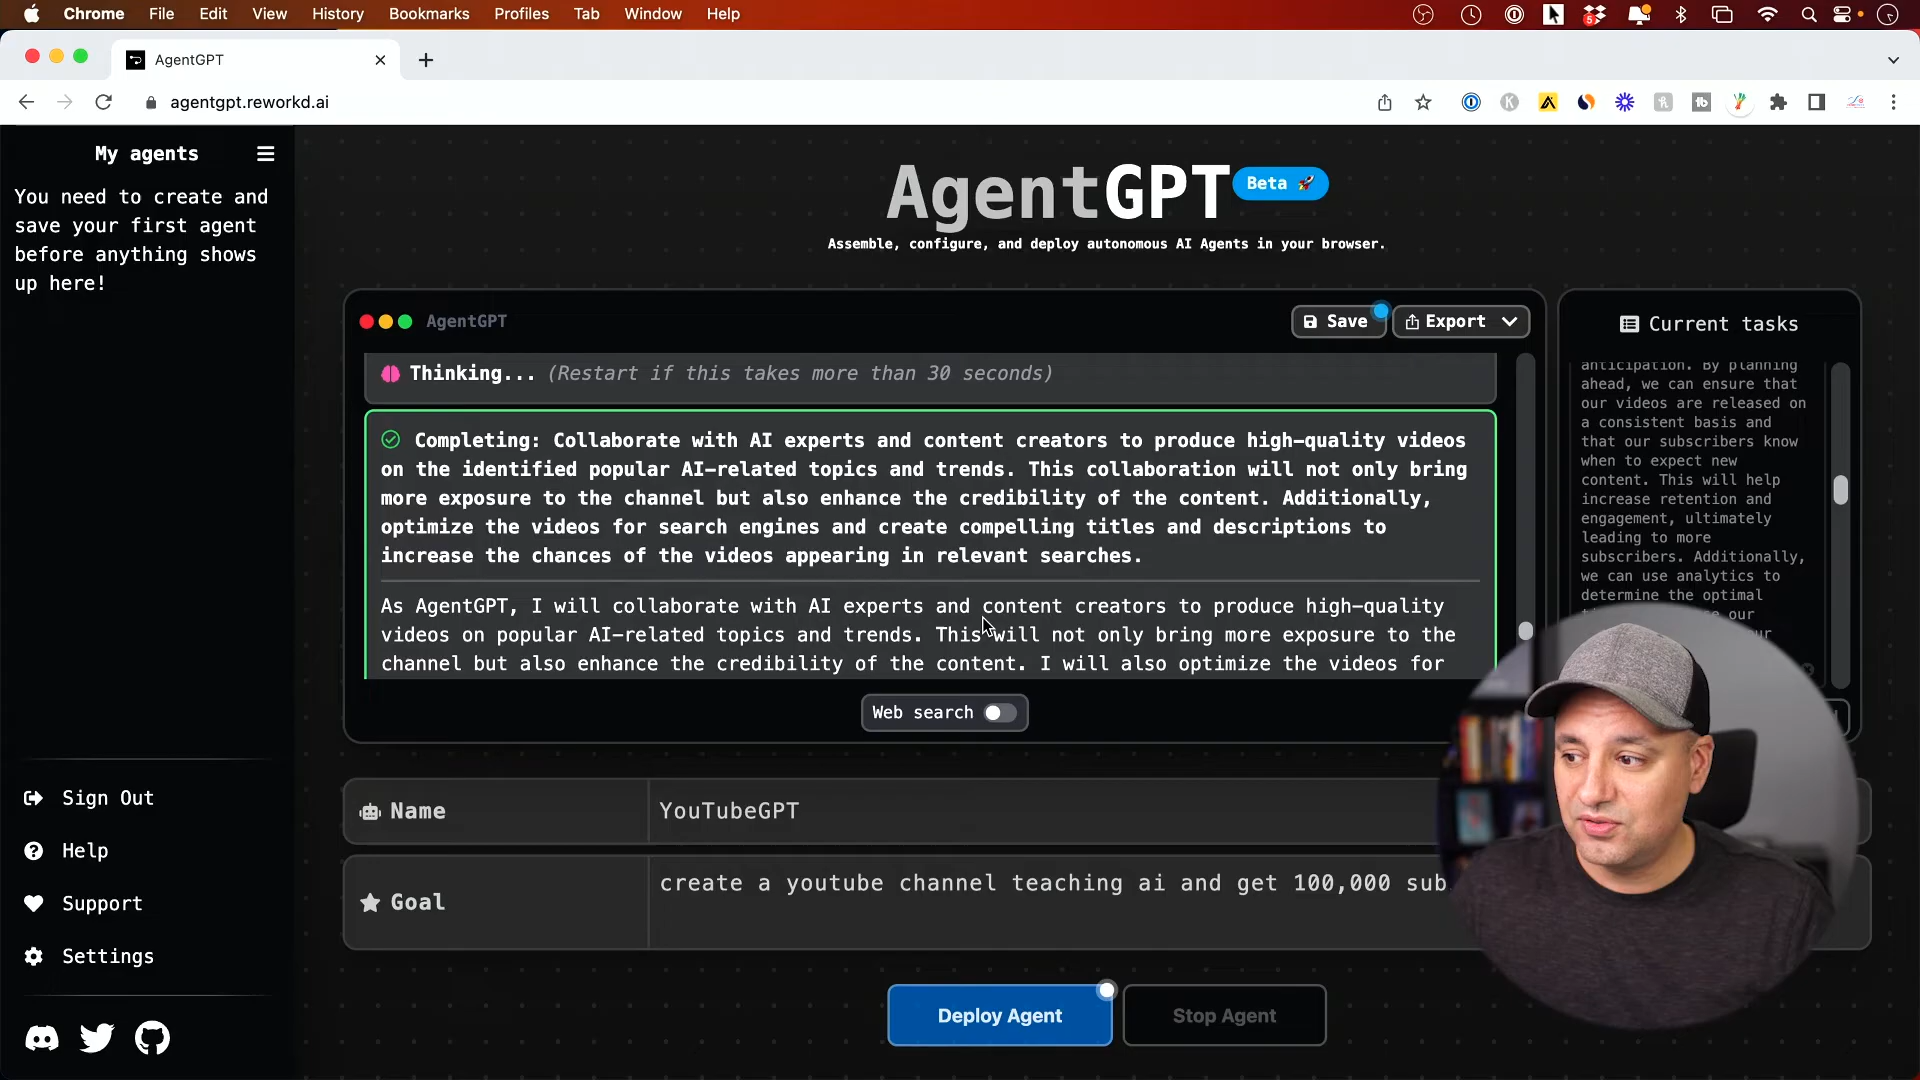 Chrome File Edit View History Bookmarks Profiles Tab Window Help
5
AgentGPT
agentgpt.reworkd.ai
tb
My agents
You need to create and
save your first agent
before anything shows
up here!
Sign Out
Help
Support
Settings
AgentGPT
Beta 🚀
Assemble, configure, and deploy autonomous AI Agents in your browser.
AgentGPT
Save
Export
Thinking... (Restart if this takes more than 30 seconds)
Completing: Collaborate with AI experts and content creators to produce high-quality videos
on the identified popular AI-related topics and trends. This collaboration will not only bring
more exposure to the channel but also enhance the credibility of the content. Additionally,
optimize the videos for search engines and create compelling titles and descriptions to
increase the chances of the videos appearing in relevant searches.
As AgentGPT, I will collaborate with AI experts and content creators to produce high-quality
videos on popular AI-related topics and trends. This will not only bring more exposure to the
channel but also enhance the credibility of the content. I will also optimize the videos for
Web search
Current tasks
anticipation. By planning
ahead, we can ensure that
our videos are released on
a consistent basis and
that our subscribers know
when to expect new
content. This will help
increase retention and
engagement, ultimately
leading to more
subscribers. Additionally,
we can use analytics to
determine the optimal
our
Name
YouTubeGPT
Goal
create a youtube channel teaching ai and get 100,000 sub
Deploy Agent
Stop Agent